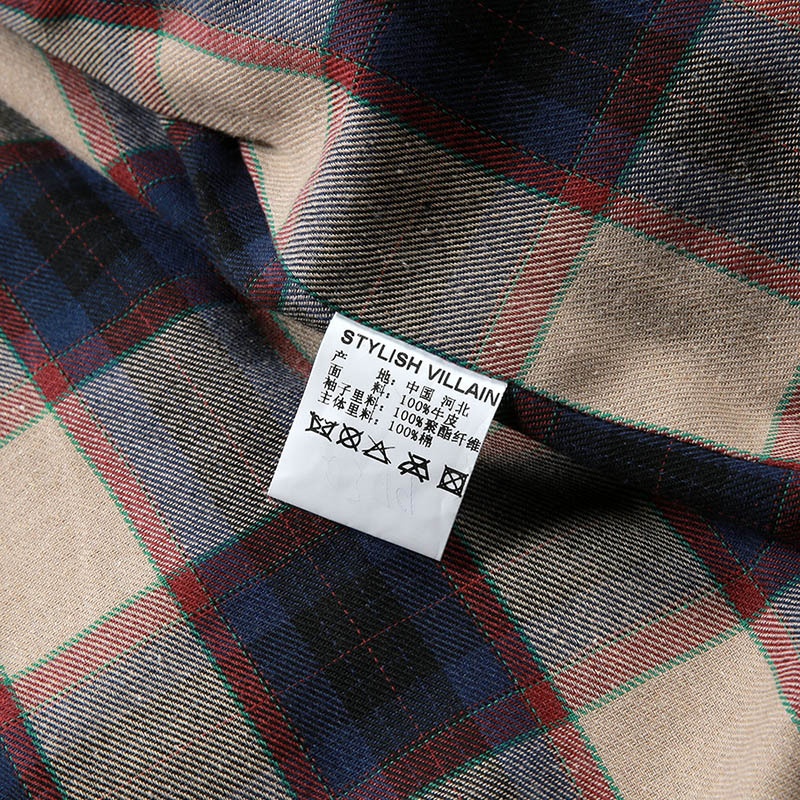 STYLISH VILLAIN
产 地：中国 河北
面 料：100%牛皮
袖子里料：100%聚酯纤维
主体里料：100%棉